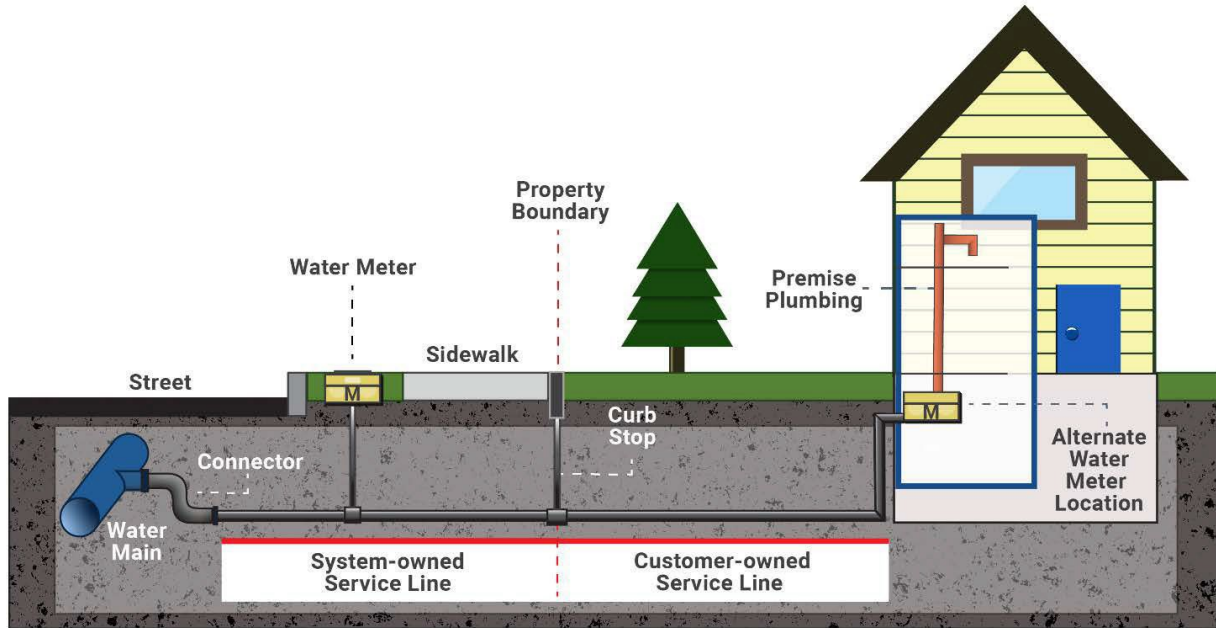 Property
Boundary
Water Meter
Premise
Plumbing
Sidewalk
Street
M
M
Curb
Stop
Connector
Alternate
Water
Meter
Location
Water
Main
System-owned
Service Line
Customer-owned
Service Line